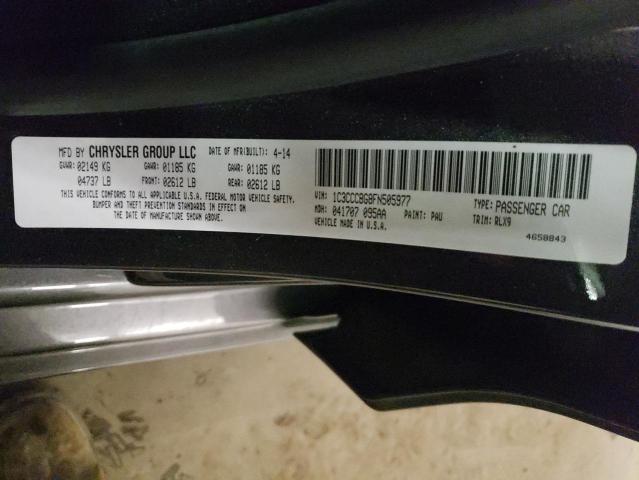 MFD BY CHRYSLER GROUP LLC DATE OF MFR(BUILT): 4-14
GVWR: 02149 KG GAWR: 01185 KG GAWR: 01185 KG
04737 LB FRONT: 02612 LB REAR: 02612 LB
THIS VEHICLE CONFORMS TO ALL APPLICABLE U.S.A. FEDERAL MOTOR VEHICLE SAFETY,
BUMPER AND THEFT PREVENTION STANDARDS IN EFFECT ON
THE DATE OF MANUFACTURE SHOWN ABOVE.
VIN: 1C3CCCBG8FN505977 TYPE: PASSENGER CAR
MDH: 041707 095AA PAINT: PAU TRIM: RLX9
VEHICLE MADE IN U.S.A.
4658843